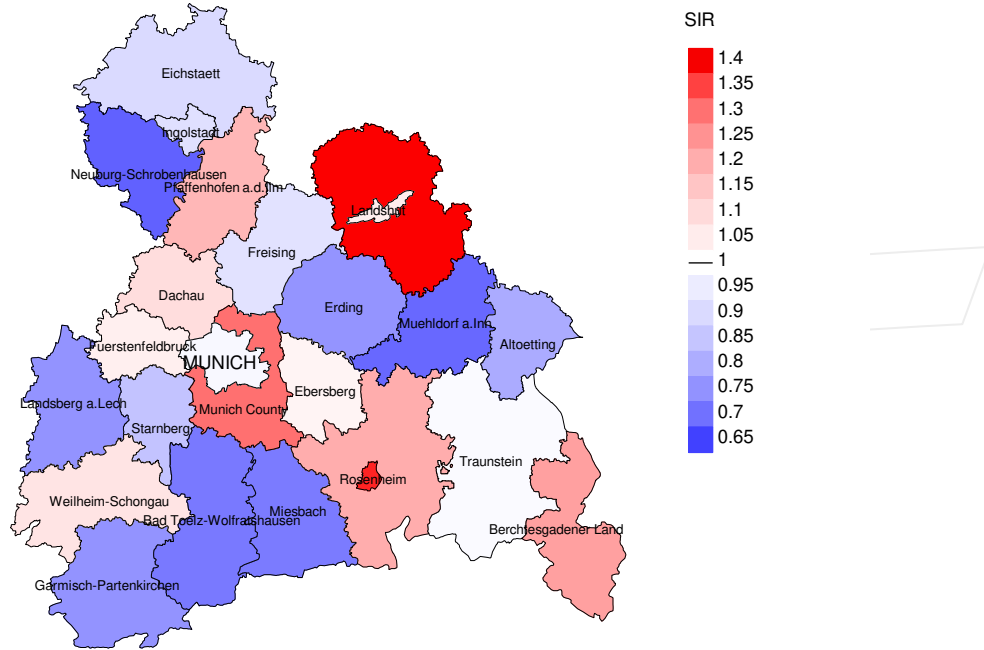 SIR
1.4
1.35
1.3
1.25
1.2
1.15
1.1
1.05
1
0.95
0.9
0.85
0.8
0.75
0.7
0.65
Eichstaett
Ingolstadt
Neuburg-Schrobenhausen
Pfaffenhofen a.d.Ilm
Landshut
Freising
Dachau
Erding
Muehldorf a.Inn
Altoetting
Fuerstenfeldbruck
MUNICH
Ebersberg
Landsberg a.Lech
Munich County
Starnberg
Traunstein
Rosenheim
Weilheim-Schongau
Miesbach
Bad Toelz-Wolfratshausen
Berchtesgadener Land
Garmisch-Partenkirchen